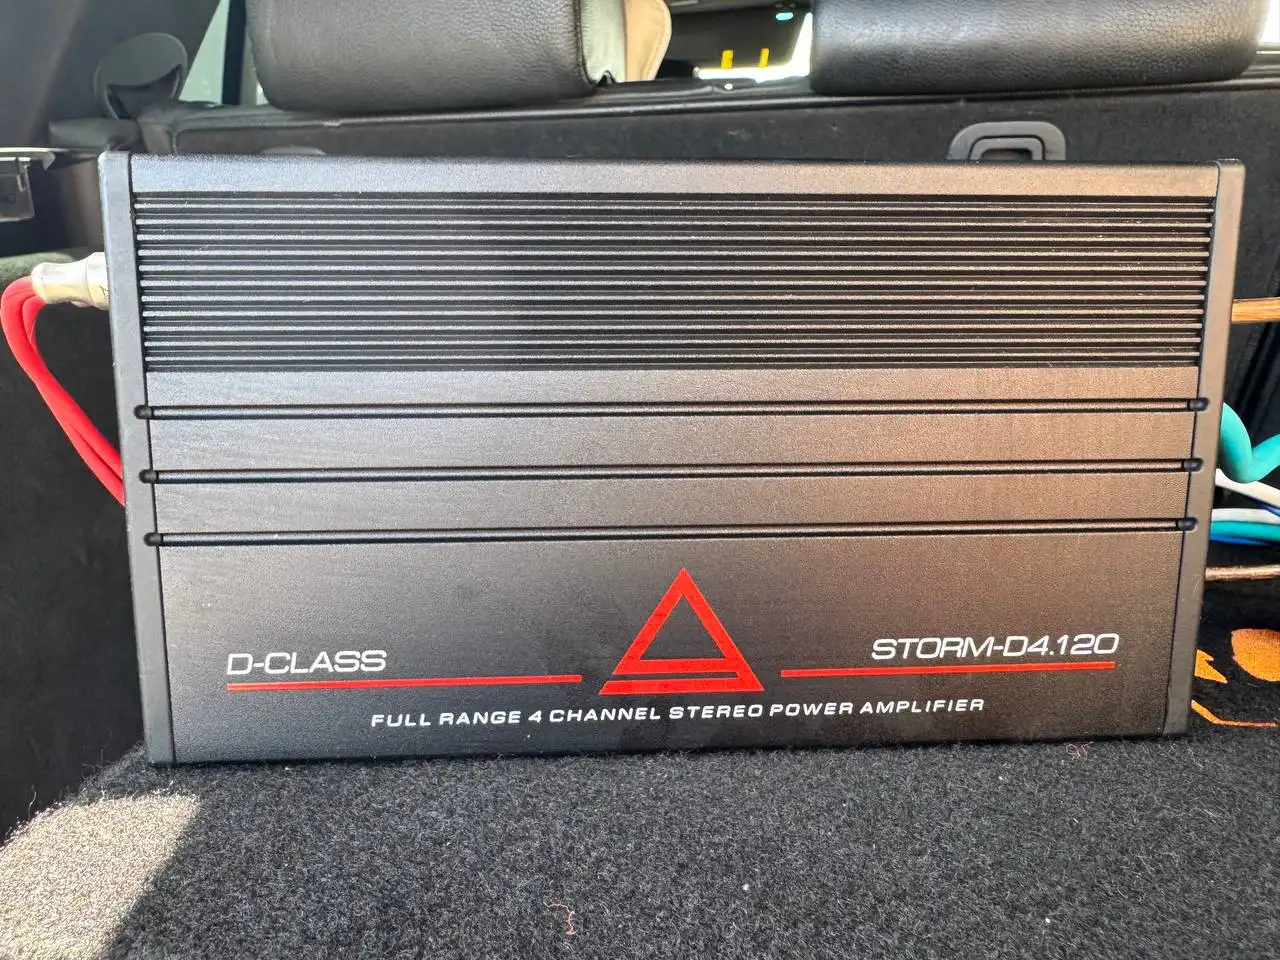 D-CLASS
STORM-D4.120
FULL RANGE 4 CHANNEL STEREO POWER AMPLIFIER